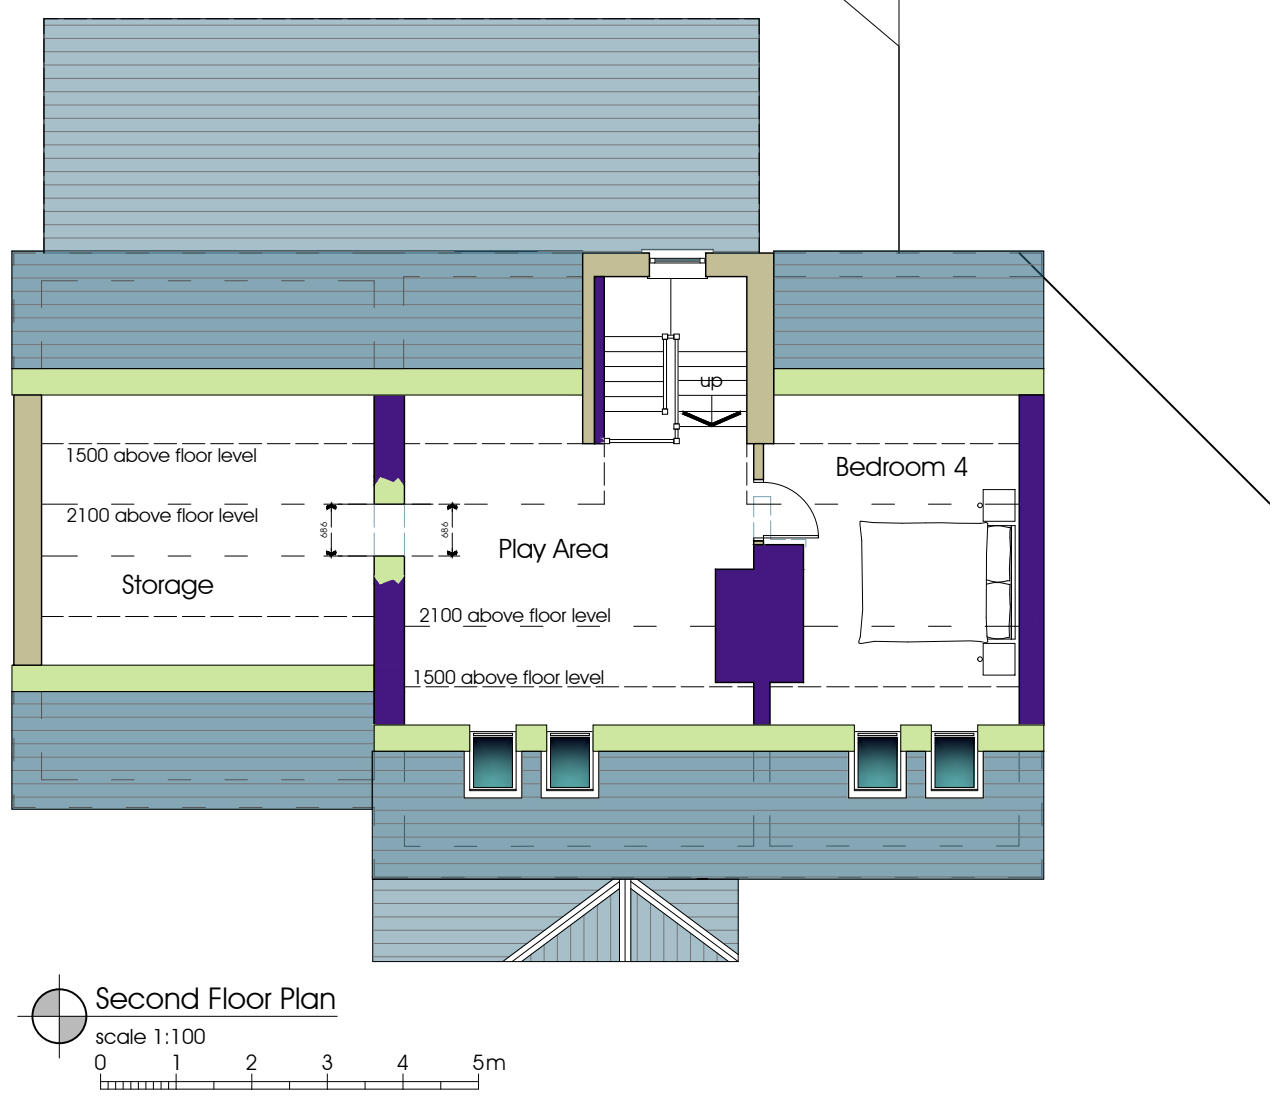 up
1500 above floor level
Bedroom 4
2100 above floor level
686
686
Play Area
Storage
2100 above floor level
1500 above floor level
Second Floor Plan
scale 1:100
0 1 2 3 4 5m